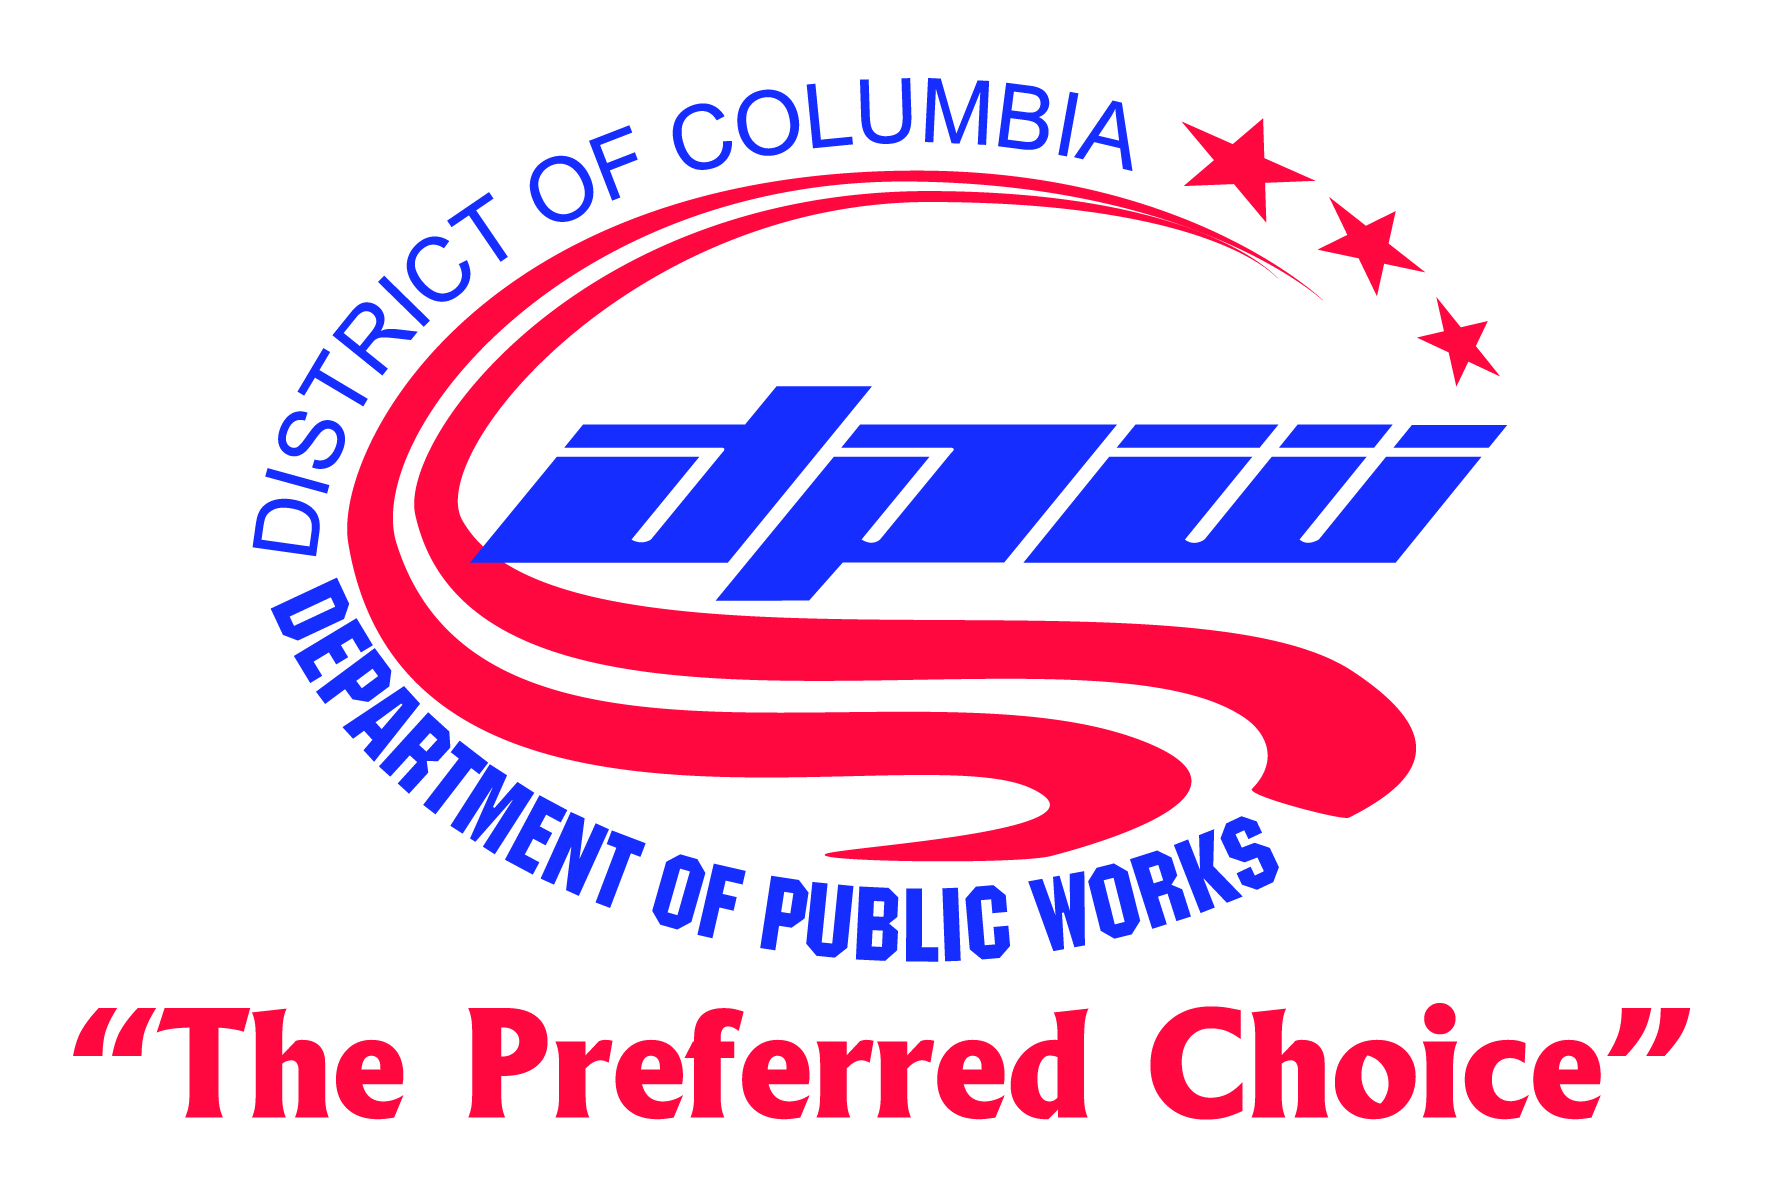 DISTRICT OF COLUMBIA
dpw
DEPARTMENT OF PUBLIC WORKS
“The Preferred Choice”